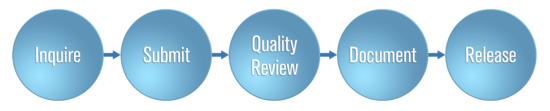 Inquire
Submit
Quality
Review
Document
Release